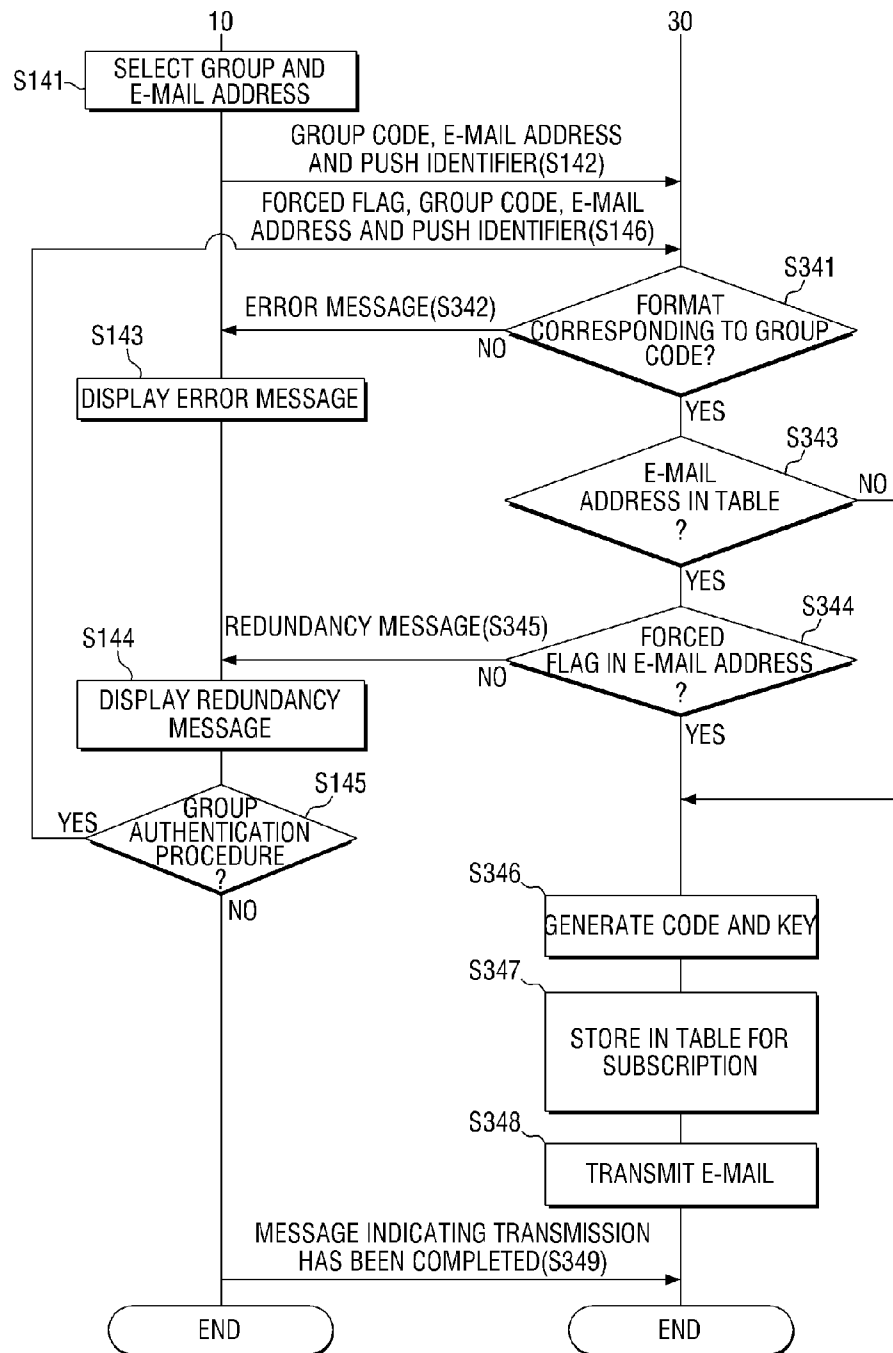 10
30
S141
SELECT GROUP AND
E-MAIL ADDRESS
GROUP CODE, E-MAIL ADDRESS
AND PUSH IDENTIFIER(S142)
FORCED FLAG, GROUP CODE, E-MAIL
ADDRESS AND PUSH IDENTIFIER(S146)
S341
FORMAT
CORRESPONDING TO GROUP
CODE?
ERROR MESSAGE(S342)
NO
YES
S143
DISPLAY ERROR MESSAGE
S343
E-MAIL
ADDRESS IN TABLE
?
NO
YES
S344
FORCED
FLAG IN E-MAIL ADDRESS
?
REDUNDANCY MESSAGE(S345)
NO
YES
S144
DISPLAY REDUNDANCY
MESSAGE
S145
GROUP
AUTHENTICATION
PROCEDURE
?
YES
NO
S346
GENERATE CODE AND KEY
S347
STORE IN TABLE FOR
SUBSCRIPTION
S348
TRANSMIT E-MAIL
MESSAGE INDICATING TRANSMISSION
HAS BEEN COMPLETED(S349)
END
END